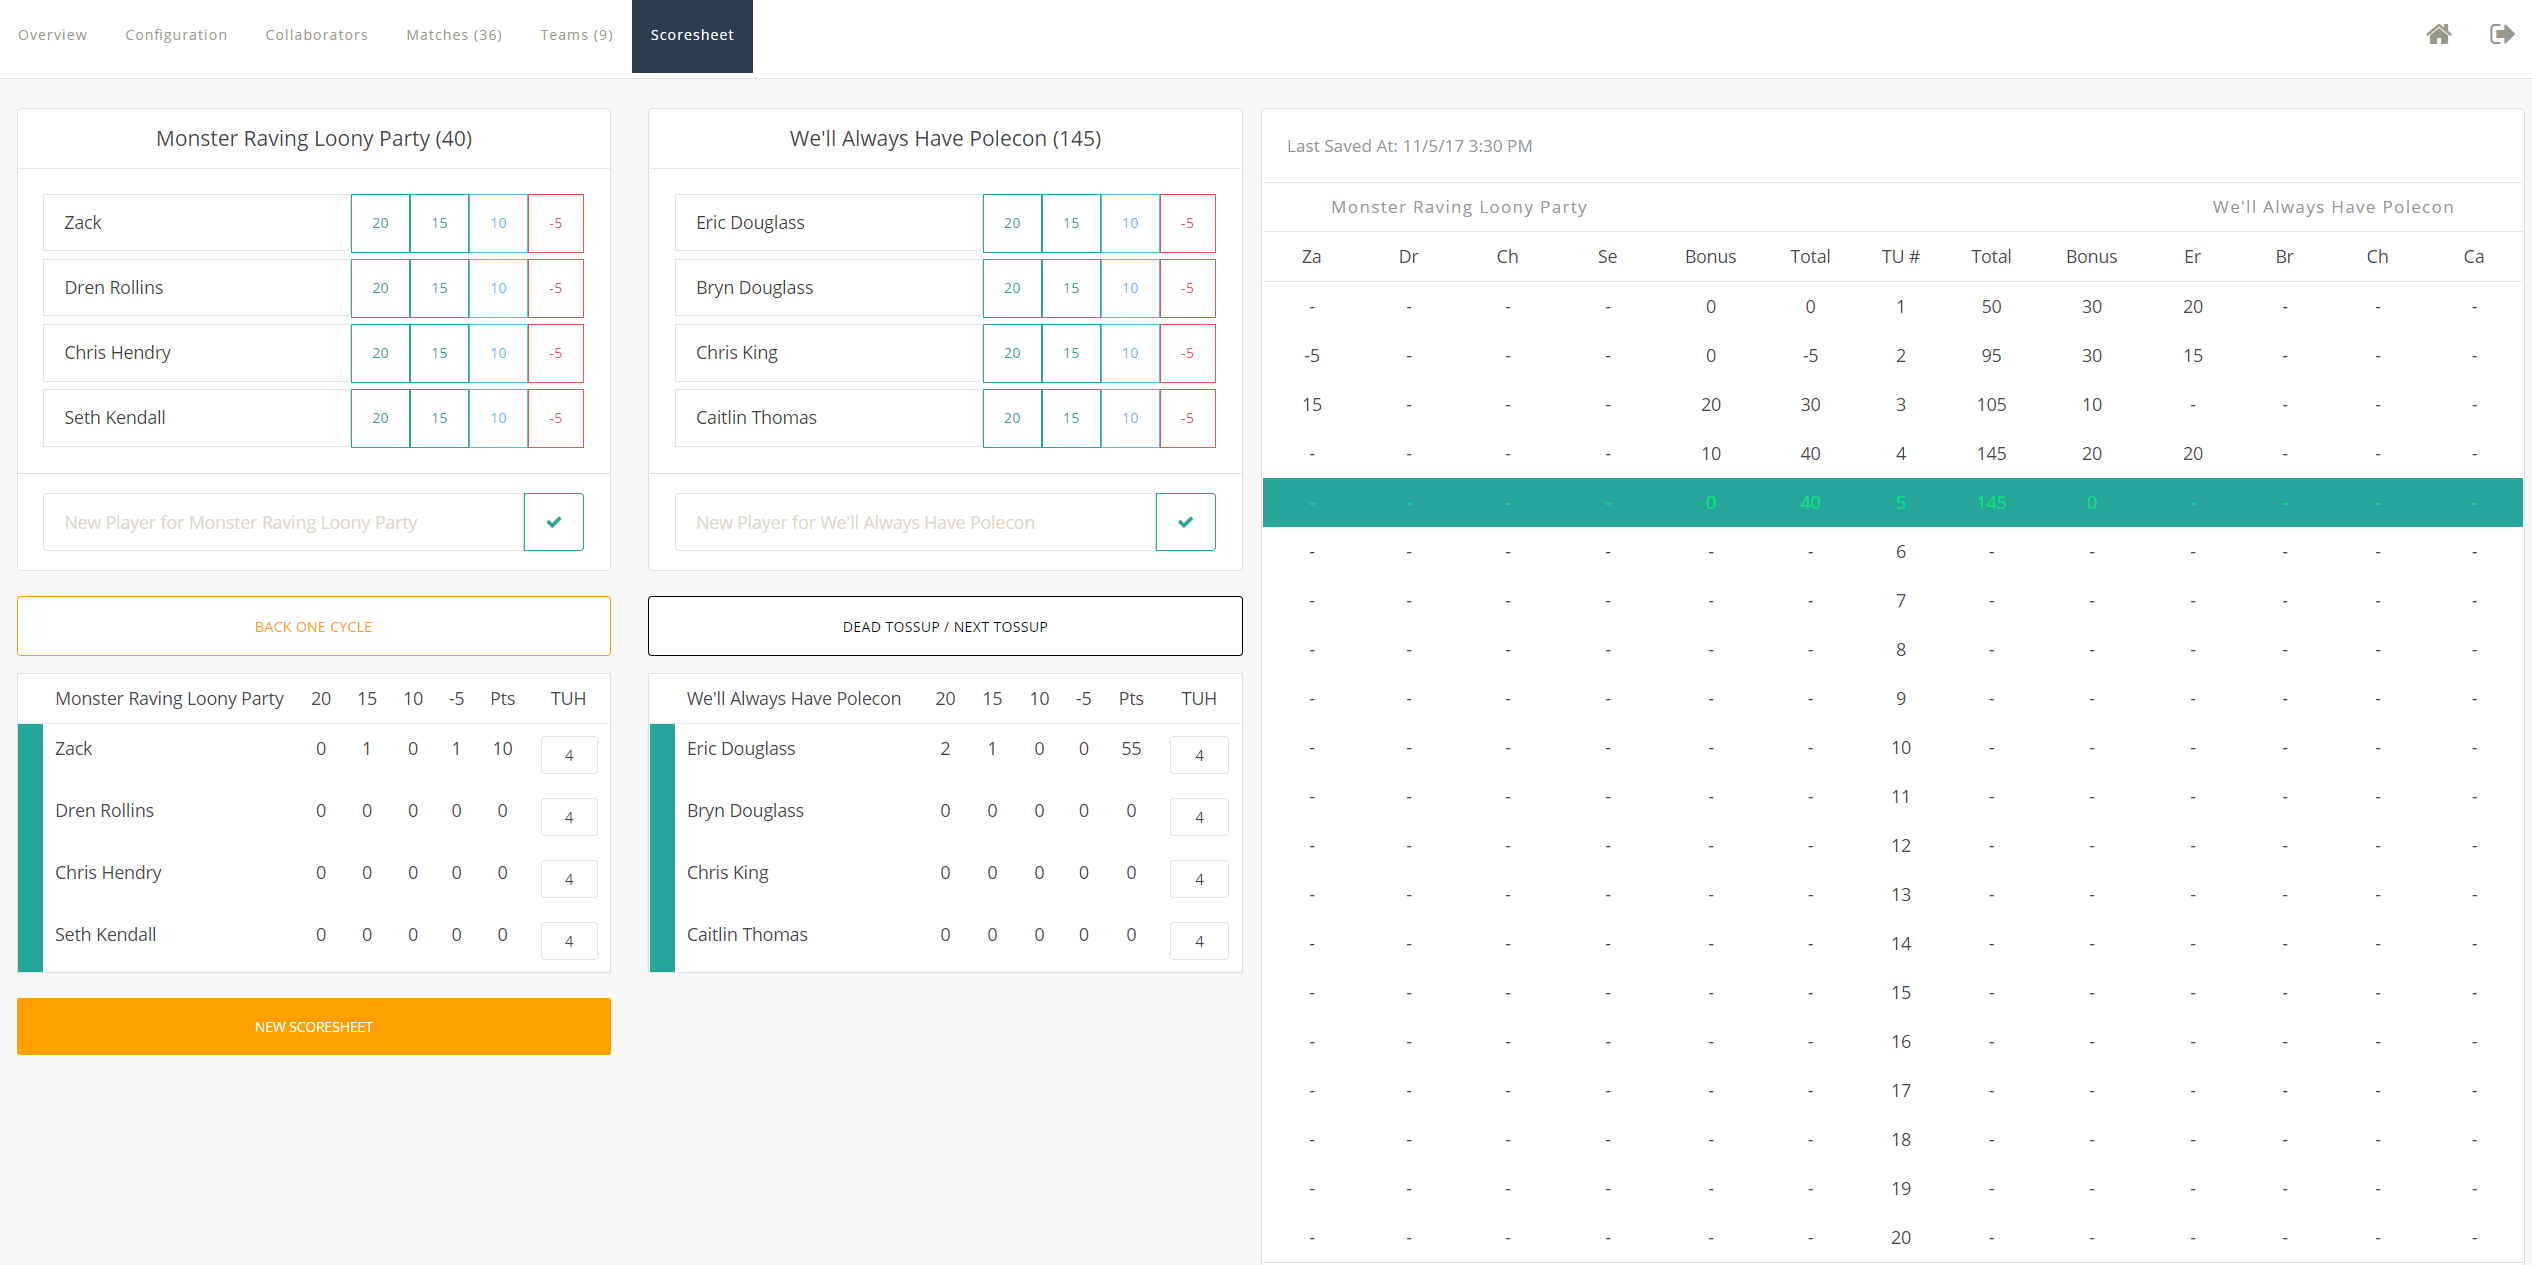 Overview Configuration Collaborators Matches (36) Teams (9) Scoresheet
Monster Raving Loony Party (40)
Zack 20 15 10 -5
Dren Rollins 20 15 10 -5
Chris Hendry 20 15 10 -5
Seth Kendall 20 15 10 -5
New Player for Monster Raving Loony Party
We'll Always Have Polecon (145)
Eric Douglass 20 15 10 -5
Bryn Douglass 20 15 10 -5
Chris King 20 15 10 -5
Caitlin Thomas 20 15 10 -5
New Player for We'll Always Have Polecon
BACK ONE CYCLE
DEAD TOSSUP / NEXT TOSSUP
Monster Raving Loony Party 20 15 10 -5 Pts TUH
Zack 0 1 0 1 10 4
Dren Rollins 0 0 0 0 0 4
Chris Hendry 0 0 0 0 0 4
Seth Kendall 0 0 0 0 0 4
We'll Always Have Polecon 20 15 10 -5 Pts TUH
Eric Douglass 2 1 0 0 55 4
Bryn Douglass 0 0 0 0 0 4
Chris King 0 0 0 0 0 4
Caitlin Thomas 0 0 0 0 0 4
NEW SCORESHEET
Last Saved At: 11/5/17 3:30 PM
Monster Raving Loony Party We'll Always Have Polecon
Za Dr Ch Se Bonus Total TU # Total Bonus Er Br Ch Ca
- - - - 0 0 1 50 30 20 - - -
-5 - - - 0 -5 2 95 30 15 - - -
15 - - - 20 30 3 105 10 - - - -
- - - - 10 40 4 145 20 20 - - -
- - - - 0 40 5 145 0 - - - -
- - - - - - 6 - - - - - -
- - - - - - 7 - - - - - -
- - - - - - 8 - - - - - -
- - - - - - 9 - - - - - -
- - - - - - 10 - - - - - -
- - - - - - 11 - - - - - -
- - - - - - 12 - - - - - -
- - - - - - 13 - - - - - -
- - - - - - 14 - - - - - -
- - - - - - 15 - - - - - -
- - - - - - 16 - - - - - -
- - - - - - 17 - - - - - -
- - - - - - 18 - - - - - -
- - - - - - 19 - - - - - -
- - - - - - 20 - - - - - -